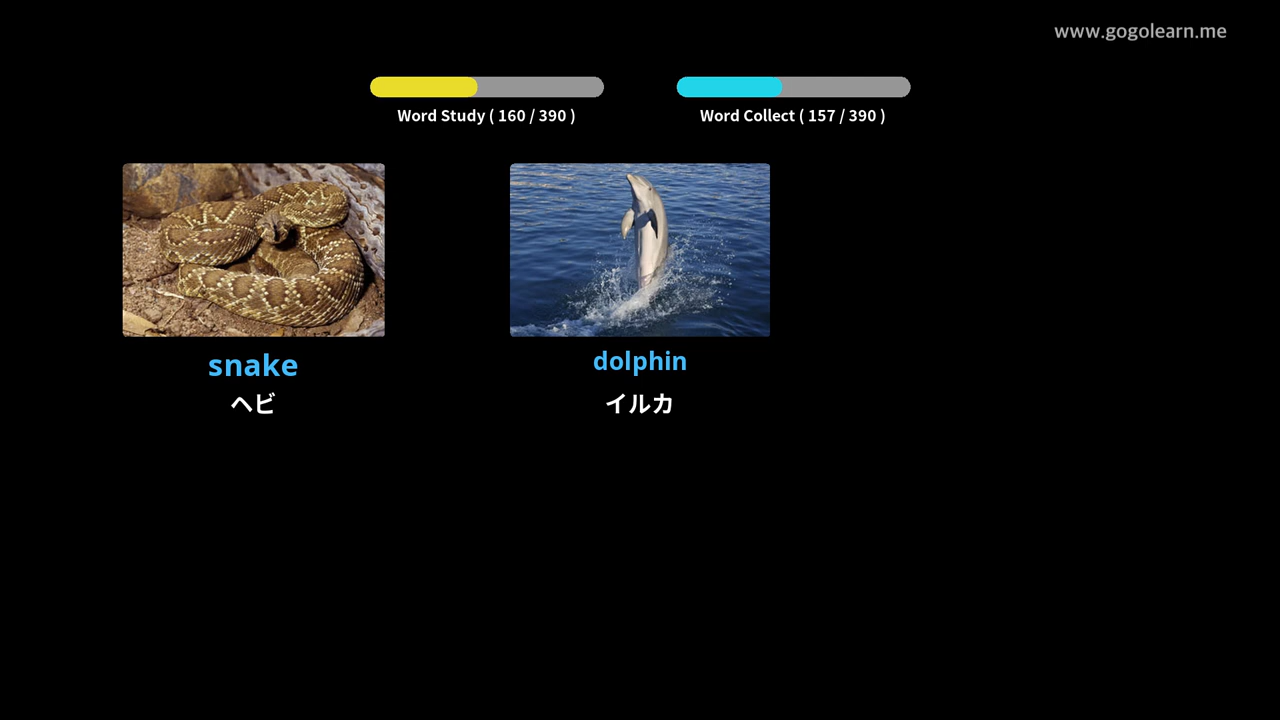 www.gogolearn.me
Word Study ( 160 / 390 )
Word Collect ( 157 / 390 )
snake
ヘビ
dolphin
イルカ